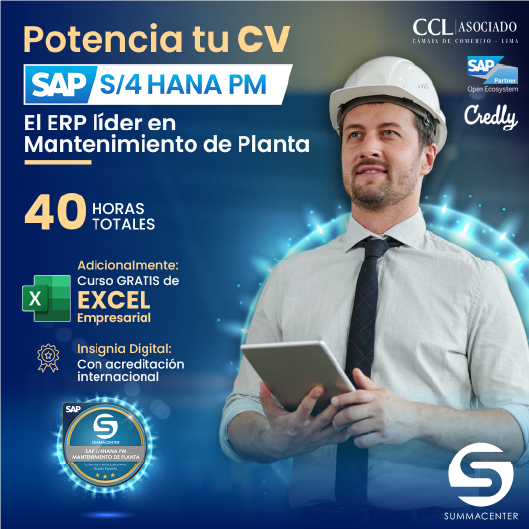 Potencia tu CV
SAP S/4 HANA PM
El ERP líder en
Mantenimiento de Planta
40 HORAS
TOTALES
Adicionalmente:
Curso GRATIS de
EXCEL
Empresarial
X
Insignia Digital:
Con acreditación
internacional
SAP
S
SUMMACENTER
SAP S/4HANA PM
MANTENIMIENTO DE PLANTA
CCL ASOCIADO
CÁMARA DE COMERCIO - LIMA
SAP
Partner
Open Ecosystem
Credly
S
SUMMACENTER